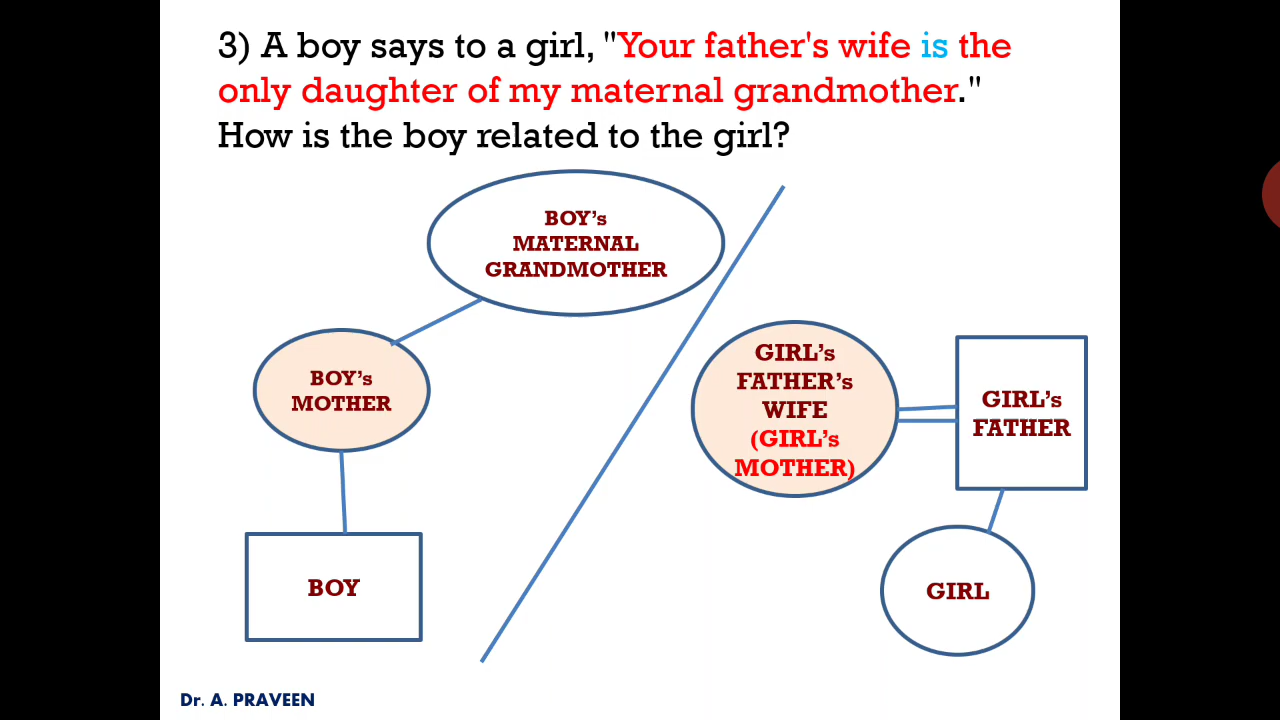 3) A boy says to a girl, "Your father's wife is the
only daughter of my maternal grandmother."
How is the boy related to the girl?
BOY's
MATERNAL
GRANDMOTHER
BOY's
MOTHER
BOY
GIRL's
FATHER's
WIFE
(GIRL's
MOTHER)
GIRL's
FATHER
GIRL
Dr. A. PRAVEEN